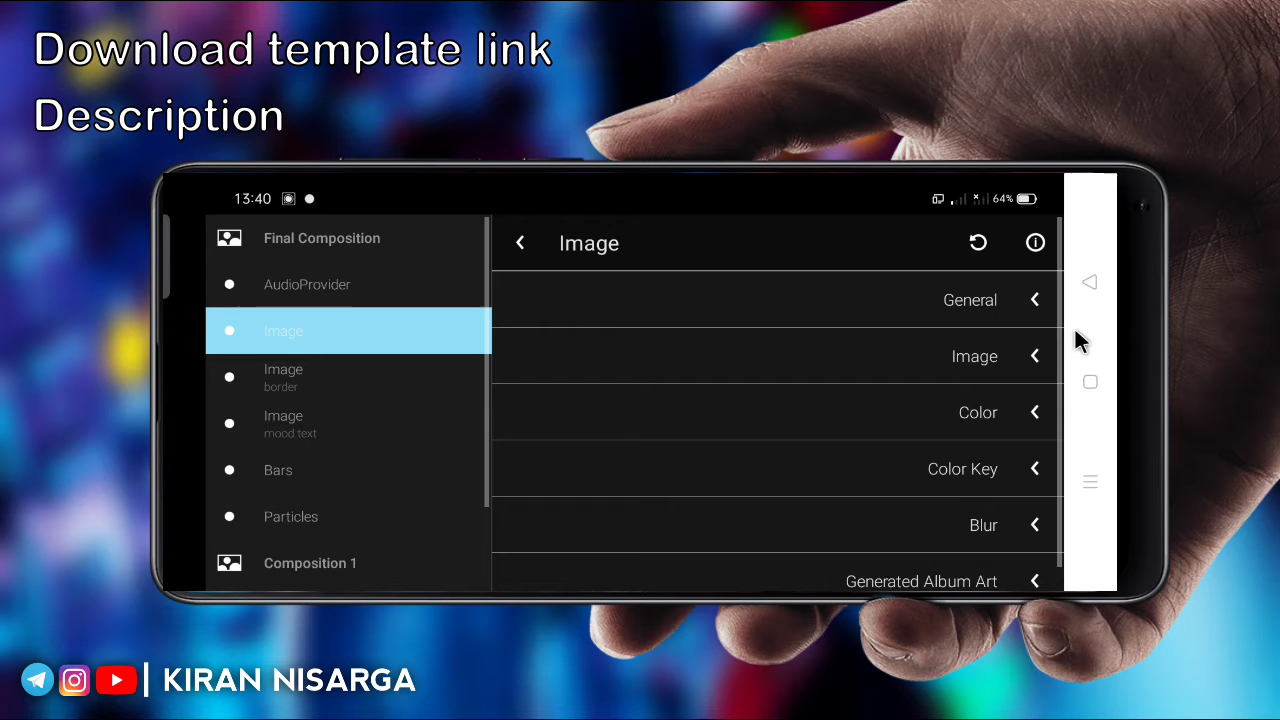 Download template link
Description
13:40
64%
Final Composition
AudioProvider
Image
Image
border
Image
mood text
Bars
Particles
Composition 1
Image
General
Image
Color
Color Key
Blur
Generated Album Art
KIRAN NISARGA